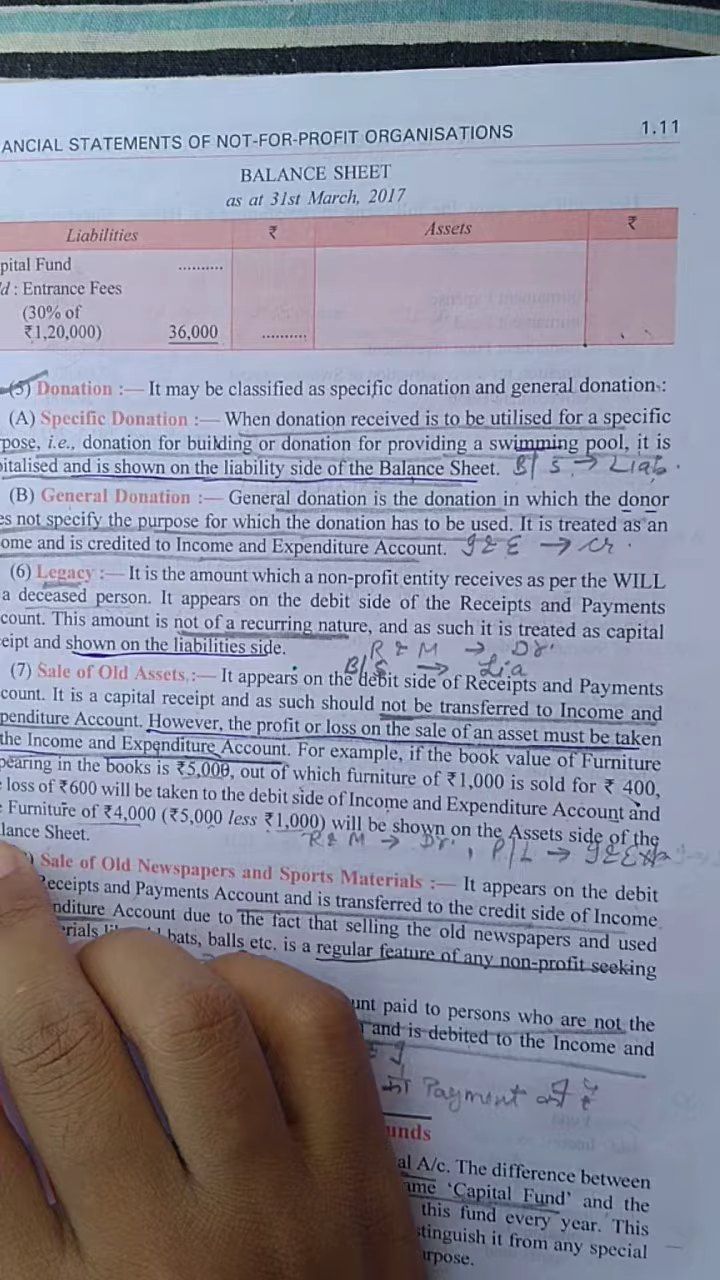 ANCIAL STATEMENTS OF NOT-FOR-PROFIT ORGANISATIONS 1.11
BALANCE SHEET
as at 31st March, 2017
Liabilities ₹ Assets ₹
pital Fund ..........
d : Entrance Fees
(30% of
₹1,20,000) 36,000 ..........
(5) Donation :— It may be classified as specific donation and general donation :
(A) Specific Donation :— When donation received is to be utilised for a specific
pose, i.e., donation for building or donation for providing a swimming pool, it is
pitalised and is shown on the liability side of the Balance Sheet. B/S → Liab.
(B) General Donation :— General donation is the donation in which the donor
es not specify the purpose for which the donation has to be used. It is treated as an
ome and is credited to Income and Expenditure Account. I & E → Cr.
(6) Legacy :— It is the amount which a non-profit entity receives as per the WILL
a deceased person. It appears on the debit side of the Receipts and Payments
count. This amount is not of a recurring nature, and as such it is treated as capital
eipt and shown on the liabilities side. R & M → Dr.
B/S → Lia
(7) Sale of Old Assets :— It appears on the debit side of Receipts and Payments
count. It is a capital receipt and as such should not be transferred to Income and
penditure Account. However, the profit or loss on the sale of an asset must be taken
the Income and Expenditure Account. For example, if the book value of Furniture
pearing in the books is ₹5,000, out of which furniture of ₹1,000 is sold for ₹ 400,
loss of ₹600 will be taken to the debit side of Income and Expenditure Account and
Furniture of ₹4,000 (₹5,000 less ₹1,000) will be shown on the Assets side of the
lance Sheet. R & M → Dr., P/L → I & E
) Sale of Old Newspapers and Sports Materials :— It appears on the debit
Receipts and Payments Account and is transferred to the credit side of Income
nditure Account due to the fact that selling the old newspapers and used
erials bats, balls etc. is a regular feature of any non-profit seeking
unt paid to persons who are not the
and is debited to the Income and
का Payment
unds
al A/c. The difference between
ame 'Capital Fund' and the
this fund every year. This
stinguish it from any special
urpose.